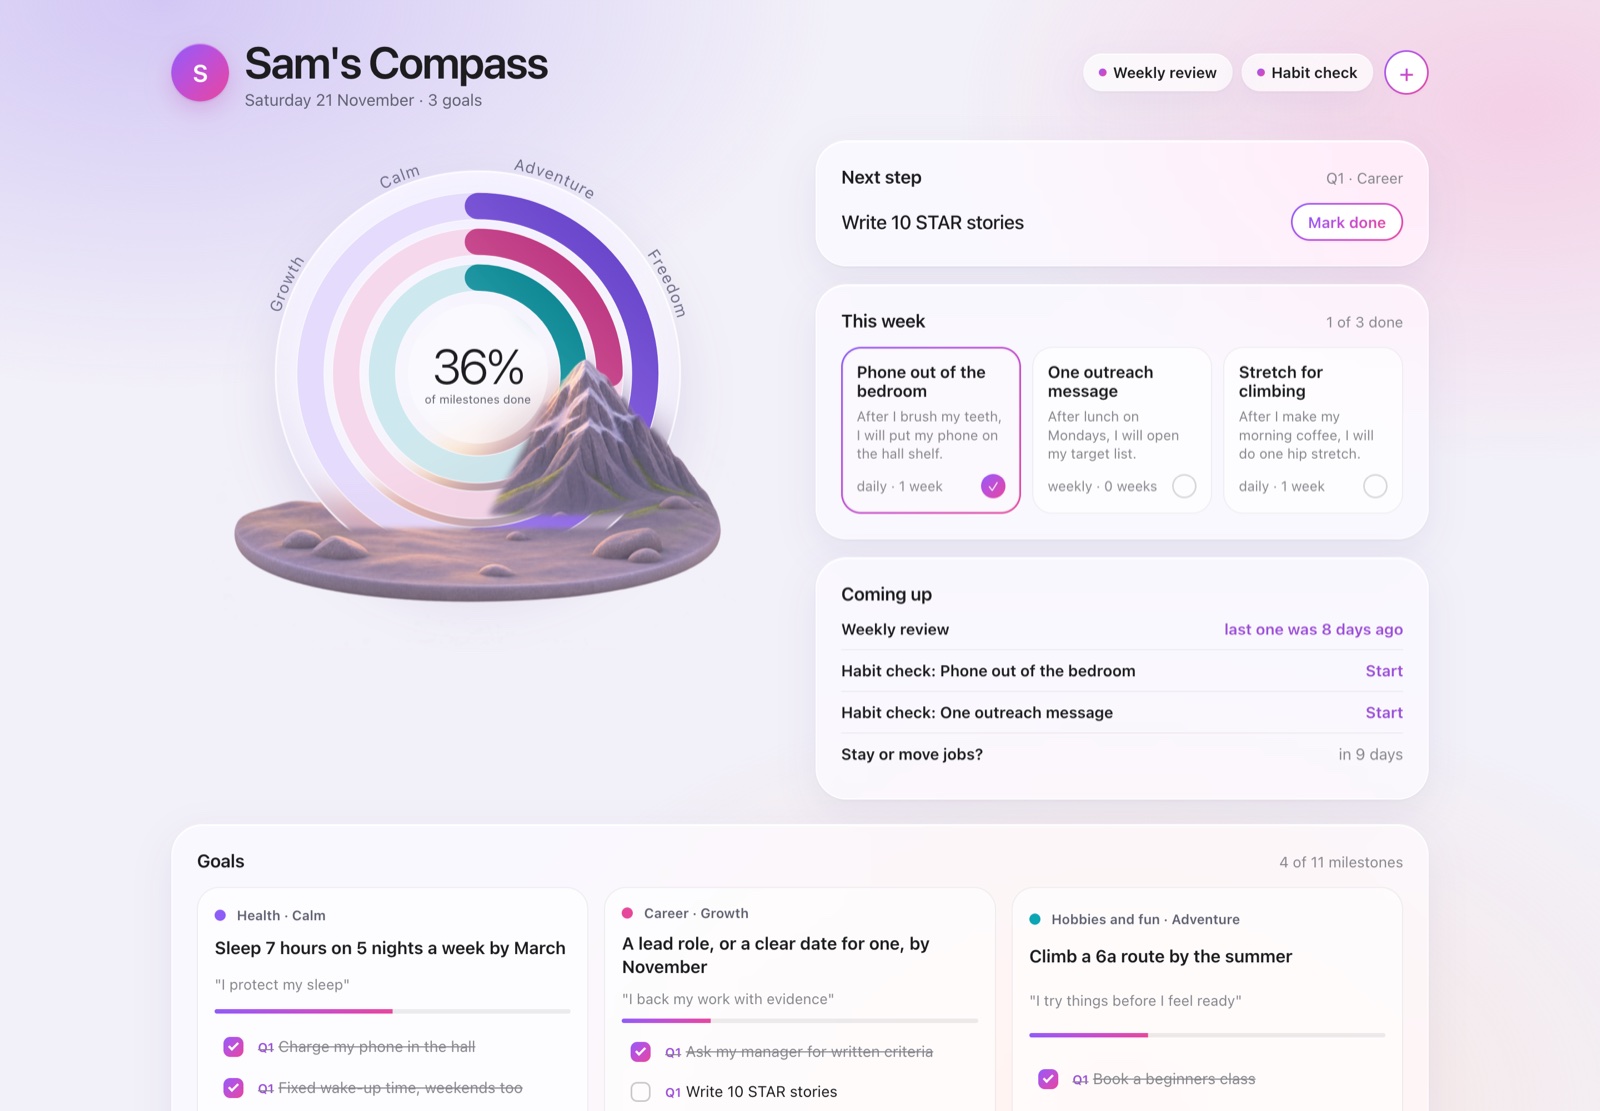 S
Sam's Compass
Saturday 21 November · 3 goals
Weekly review
Habit check
+
Calm
Adventure
Growth
Freedom
36%
of milestones done
Next step
Q1 · Career
Write 10 STAR stories
Mark done
This week
1 of 3 done
Phone out of the
bedroom
After I brush my teeth,
I will put my phone on
the hall shelf.
daily · 1 week
One outreach
message
After lunch on
Mondays, I will open
my target list.
weekly · 0 weeks
Stretch for
climbing
After I make my
morning coffee, I will
do one hip stretch.
daily · 1 week
Coming up
Weekly review
last one was 8 days ago
Habit check: Phone out of the bedroom
Start
Habit check: One outreach message
Start
Stay or move jobs?
in 9 days
Goals
4 of 11 milestones
Health · Calm
Sleep 7 hours on 5 nights a week by March
"I protect my sleep"
Q1 Charge my phone in the hall
Q1 Fixed wake-up time, weekends too
Career · Growth
A lead role, or a clear date for one, by
November
"I back my work with evidence"
Q1 Ask my manager for written criteria
Q1 Write 10 STAR stories
Hobbies and fun · Adventure
Climb a 6a route by the summer
"I try things before I feel ready"
Q1 Book a beginners class